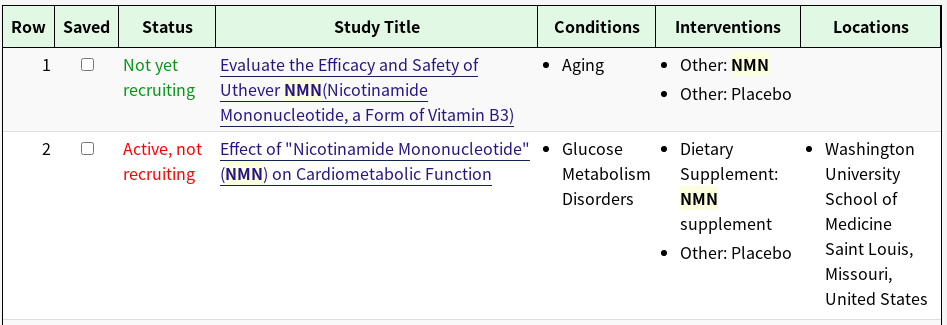 Row Saved Status Study Title Conditions Interventions Locations
1 Not yet recruiting
Evaluate the Efficacy and Safety of
Uthever NMN(Nicotinamide
Mononucleotide, a Form of Vitamin B3)
Aging
Other: NMN
Other: Placebo
2 Active, not recruiting
Effect of "Nicotinamide Mononucleotide"
(NMN) on Cardiometabolic Function
Glucose
Metabolism
Disorders
Dietary
Supplement:
NMN
supplement
Other: Placebo
Washington
University
School of
Medicine
Saint Louis,
Missouri,
United States